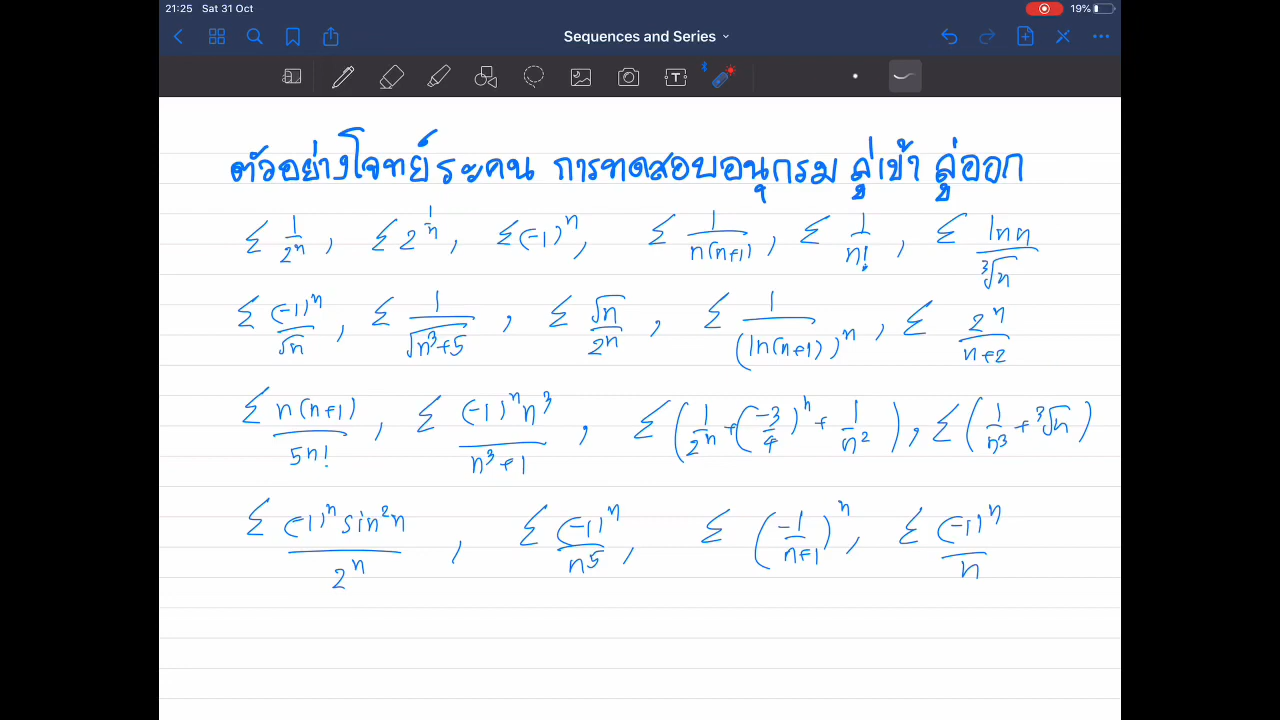 21:25 Sat 31 Oct 19%
Sequences and Series
T
ตัวอย่างโจทย์ระคน การทดสอบอนุกรม ลู่เข้า ลู่ออก
Σ 1/2ⁿ , Σ 2^(1/n) , Σ(-1)ⁿ, Σ 1/n(n+1) , Σ 1/n! , Σ ln n/∛n
Σ (-1)ⁿ/√n , Σ 1/√(n³+5) , Σ √n/2ⁿ , Σ 1/(ln(n+1))ⁿ , Σ 2ⁿ/n+2
Σ n(n+1)/5n! , Σ (-1)ⁿn³/n³+1 , Σ(1/2ⁿ+(-3/4)ⁿ+1/n²) , Σ(1/n³+∛n)
Σ (-1)ⁿsin²n/2ⁿ , Σ (-1)ⁿ/n⁵ , Σ (-1/n+1)ⁿ , Σ (-1)ⁿ/n